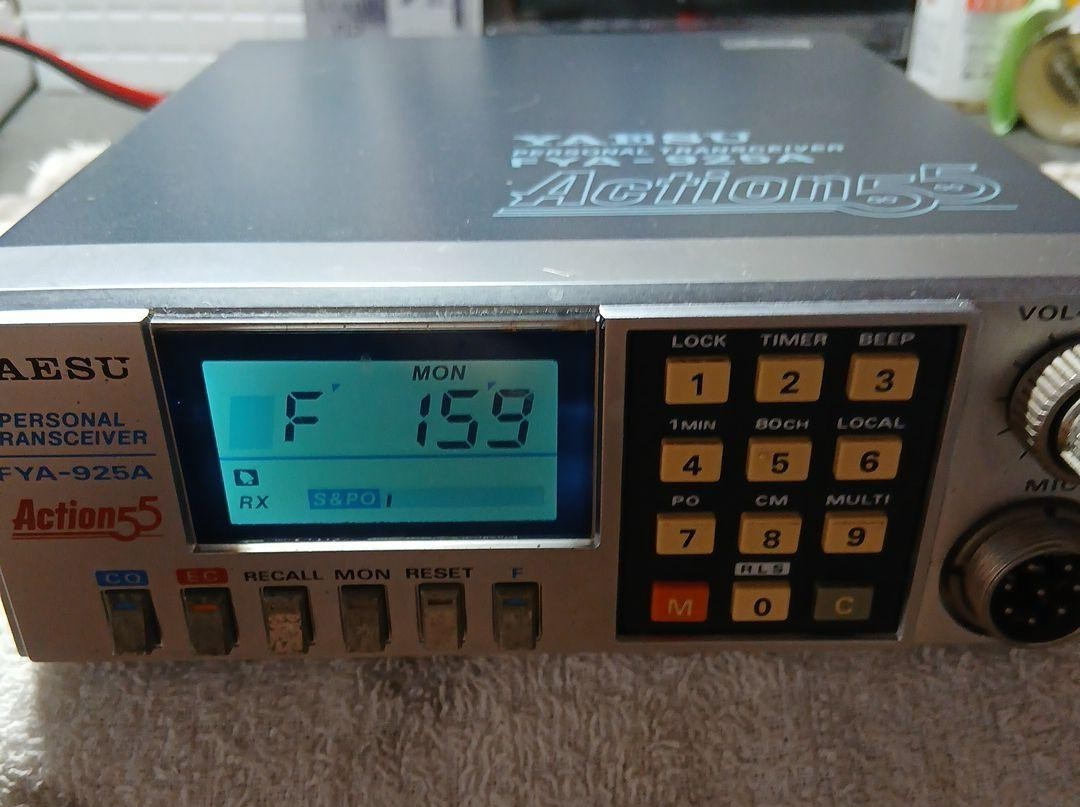 YAESU
PERSONAL TRANSCEIVER
FYA-925A
Action55
VOL
LOCK TIMER BEEP
AESU
MON
1 2 3
F 159
PERSONAL
RANSCEIVER
1MIN 80CH LOCAL
FYA-925A
4 5 6
RX S&PO
MIC
PO CM MULTI
Action55
7 8 9
CO EC RECALL MON RESET F
RLS
M 0 C